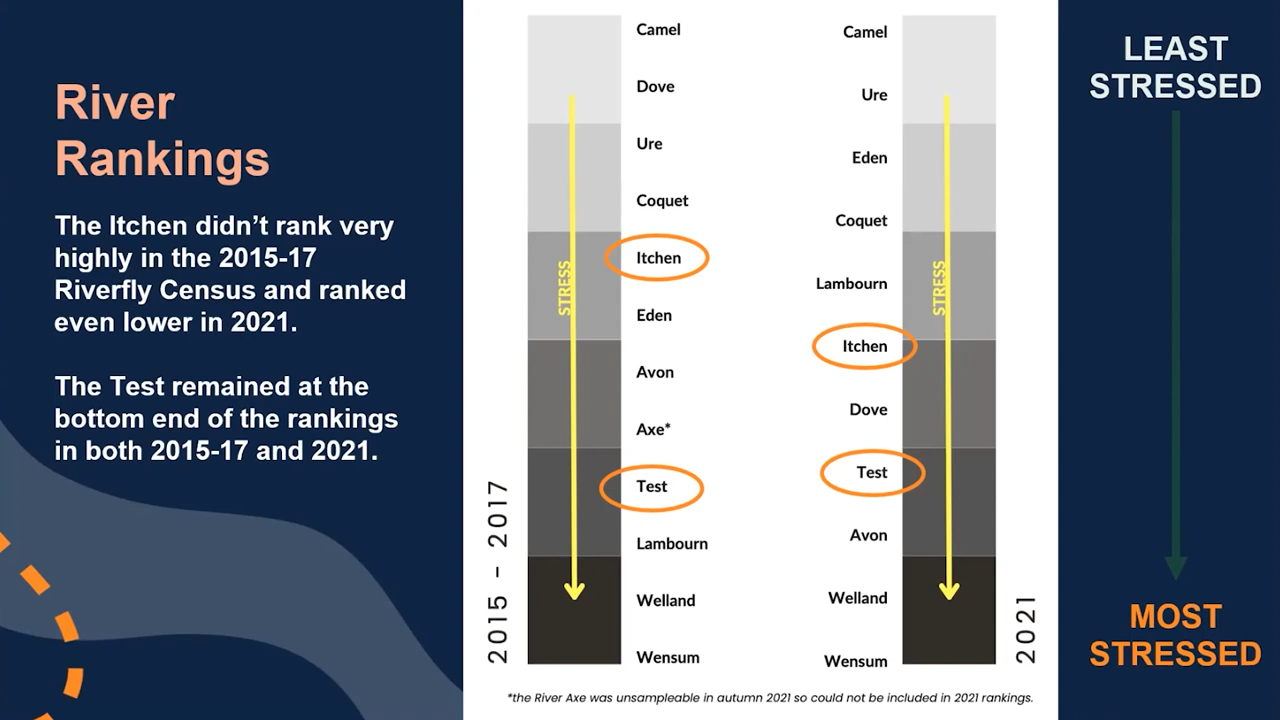 River
Rankings
The Itchen didn’t rank very
highly in the 2015-17
Riverfly Census and ranked
even lower in 2021.
The Test remained at the
bottom end of the rankings
in both 2015-17 and 2021.
2015 - 2017
STRESS
Camel
Dove
Ure
Coquet
Itchen
Eden
Avon
Axe*
Test
Lambourn
Welland
Wensum
Camel
Ure
Eden
Coquet
Lambourn
Itchen
Dove
Test
Avon
Welland
Wensum
STRESS
2021
*the River Axe was unsampleable in autumn 2021 so could not be included in 2021 rankings.
LEAST
STRESSED
MOST
STRESSED